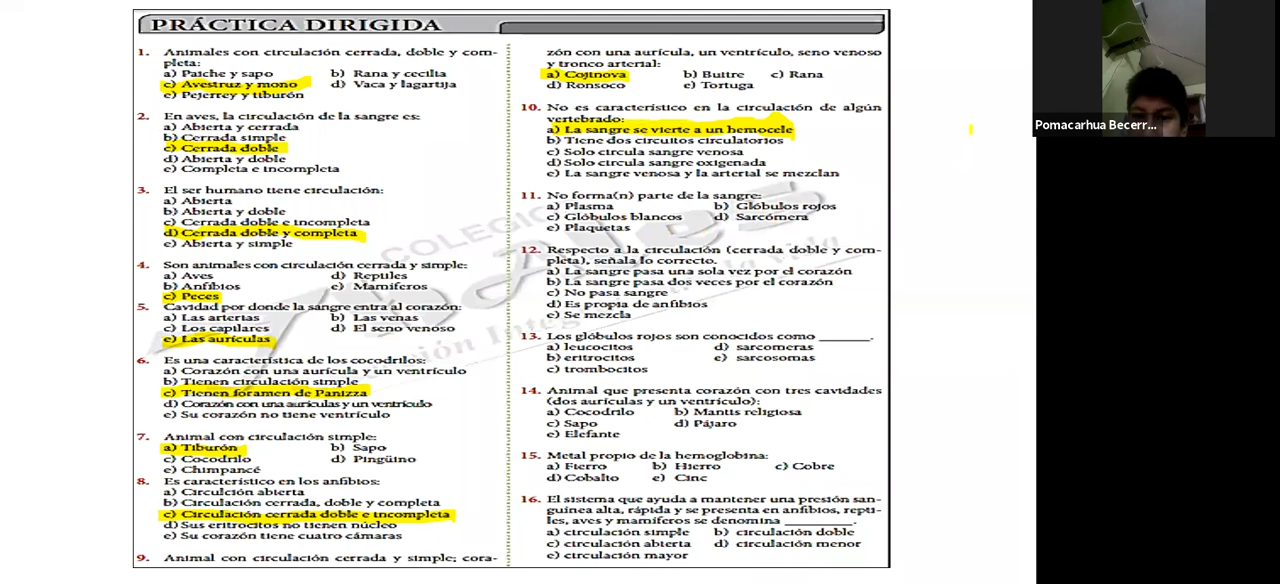 PRÁCTICA DIRIGIDA
1. Animales con circulación cerrada, doble y com-
pleta:
a) Paiche y sapo b) Rana y cecilia
c) Avestruz y mono d) Vaca y lagartija
e) Pejerrey y tiburón
2. En aves, la circulación de la sangre es:
a) Abierta y cerrada
b) Cerrada simple
c) Cerrada doble
d) Abierta y doble
e) Completa e incompleta
3. El ser humano tiene circulación:
a) Abierta
b) Abierta y doble
c) Cerrada doble e incompleta
d) Cerrada doble y completa
e) Abierta y simple
4. Son animales con circulación cerrada y simple:
a) Aves d) Reptiles
b) Anfibios e) Mamíferos
c) Peces
5. Cavidad por donde la sangre entra al corazón:
a) Las arterias b) Las venas
c) Los capilares d) El seno venoso
e) Las aurículas
6. Es una característica de los cocodrilos:
a) Corazón con una aurícula y un ventrículo
b) Tienen circulación simple
c) Tienen foramen de Panizza
d) Corazón con una aurículas y un ventrículo
e) Su corazón no tiene ventrículo
7. Animal con circulación simple:
a) Tiburón b) Sapo
c) Cocodrilo d) Pingüino
e) Chimpancé
8. Es característico en los anfibios:
a) Circulción abierta
b) Circulación cerrada, doble y completa
c) Circulación cerrada doble e incompleta
d) Sus eritrocitos no tienen núcleo
e) Su corazón tiene cuatro cámaras
9. Animal con circulación cerrada y simple; cora-
zón con una aurícula, un ventrículo, seno venoso
y tronco arterial:
a) Cojinova b) Buitre c) Rana
d) Ronsoco e) Tortuga
10. No es característico en la circulación de algún
vertebrado:
a) La sangre se vierte a un hemocele
b) Tiene dos circuitos circulatorios
c) Solo circula sangre venosa
d) Solo circula sangre oxigenada
e) La sangre venosa y la arterial se mezclan
11. No forma(n) parte de la sangre:
a) Plasma b) Glóbulos rojos
c) Glóbulos blancos d) Sarcómera
e) Plaquetas
12. Respecto a la circulación (cerrada doble y com-
pleta), señala lo correcto.
a) La sangre pasa una sola vez por el corazón
b) La sangre pasa dos veces por el corazón
c) No pasa sangre
d) Es propia de anfibios
e) Se mezcla
13. Los glóbulos rojos son conocidos como ______.
a) leucocitos d) sarcomeras
b) eritrocitos e) sarcosomas
c) trombocitos
14. Animal que presenta corazón con tres cavidades
(dos aurículas y un ventrículo):
a) Cocodrilo b) Mantis religiosa
c) Sapo d) Pájaro
e) Elefante
15. Metal propio de la hemoglobina:
a) Fierro b) Hierro c) Cobre
d) Cobalto e) Cinc
16. El sistema que ayuda a mantener una presión san-
guínea alta, rápida y se presenta en anfibios, repti-
les, aves y mamíferos se denomina ________.
a) circulación simple b) circulación doble
c) circulación abierta d) circulación menor
e) circulación mayor
COLEGIO
Pomacarhua Becerr...